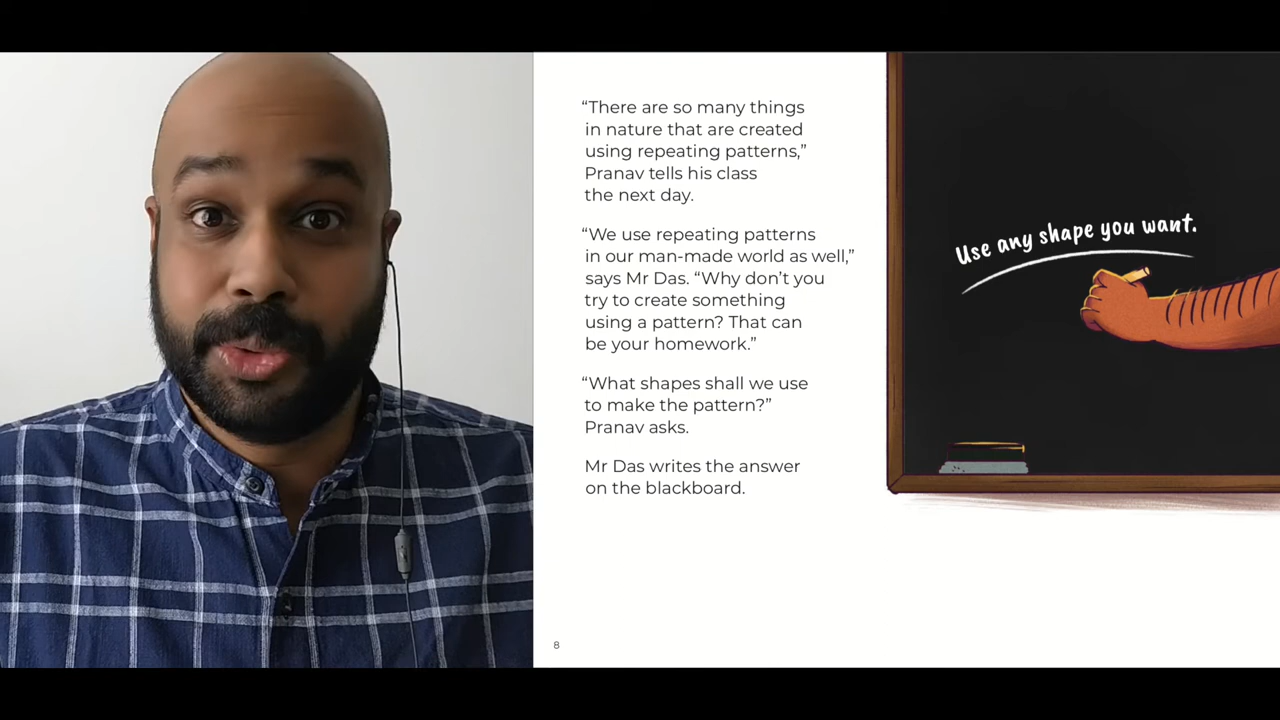 “There are so many things
in nature that are created
using repeating patterns,”
Pranav tells his class
the next day.
“We use repeating patterns
in our man-made world as well,”
says Mr Das. “Why don’t you
try to create something
using a pattern? That can
be your homework.”
“What shapes shall we use
to make the pattern?”
Pranav asks.
Mr Das writes the answer
on the blackboard.
Use any shape you want.
8